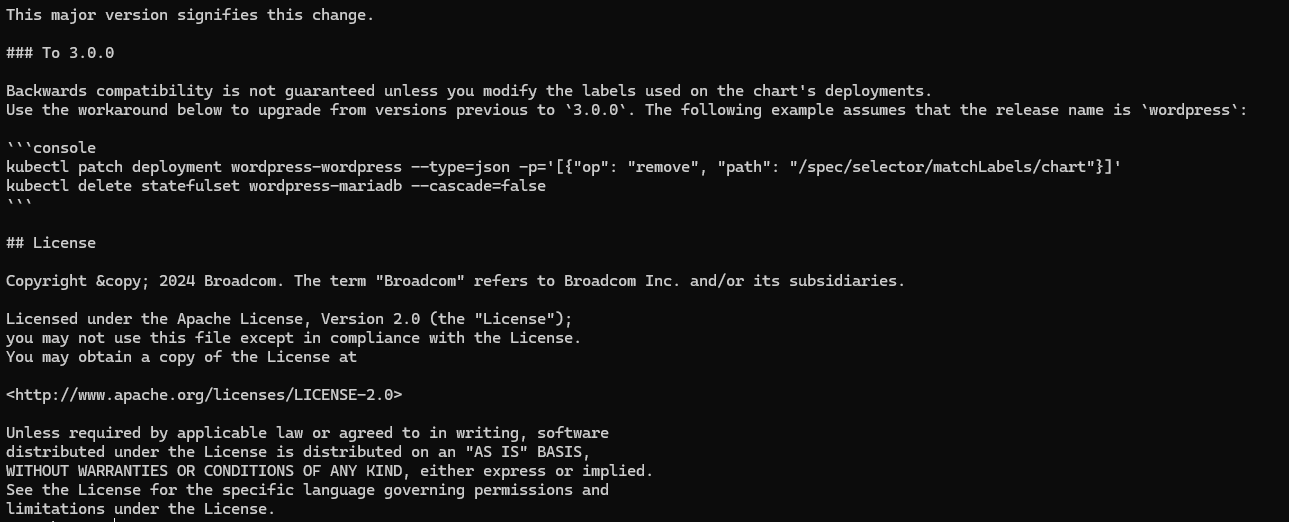 This major version signifies this change.
### To 3.0.0
Backwards compatibility is not guaranteed unless you modify the labels used on the chart's deployments.
Use the workaround below to upgrade from versions previous to `3.0.0`. The following example assumes that the release name is `wordpress`:
```console
kubectl patch deployment wordpress-wordpress --type=json -p='[{"op": "remove", "path": "/spec/selector/matchLabels/chart"}]'
kubectl delete statefulset wordpress-mariadb --cascade=false
```
## License
Copyright &copy; 2024 Broadcom. The term "Broadcom" refers to Broadcom Inc. and/or its subsidiaries.
Licensed under the Apache License, Version 2.0 (the "License");
you may not use this file except in compliance with the License.
You may obtain a copy of the License at
<http://www.apache.org/licenses/LICENSE-2.0>
Unless required by applicable law or agreed to in writing, software
distributed under the License is distributed on an "AS IS" BASIS,
WITHOUT WARRANTIES OR CONDITIONS OF ANY KIND, either express or implied.
See the License for the specific language governing permissions and
limitations under the License.